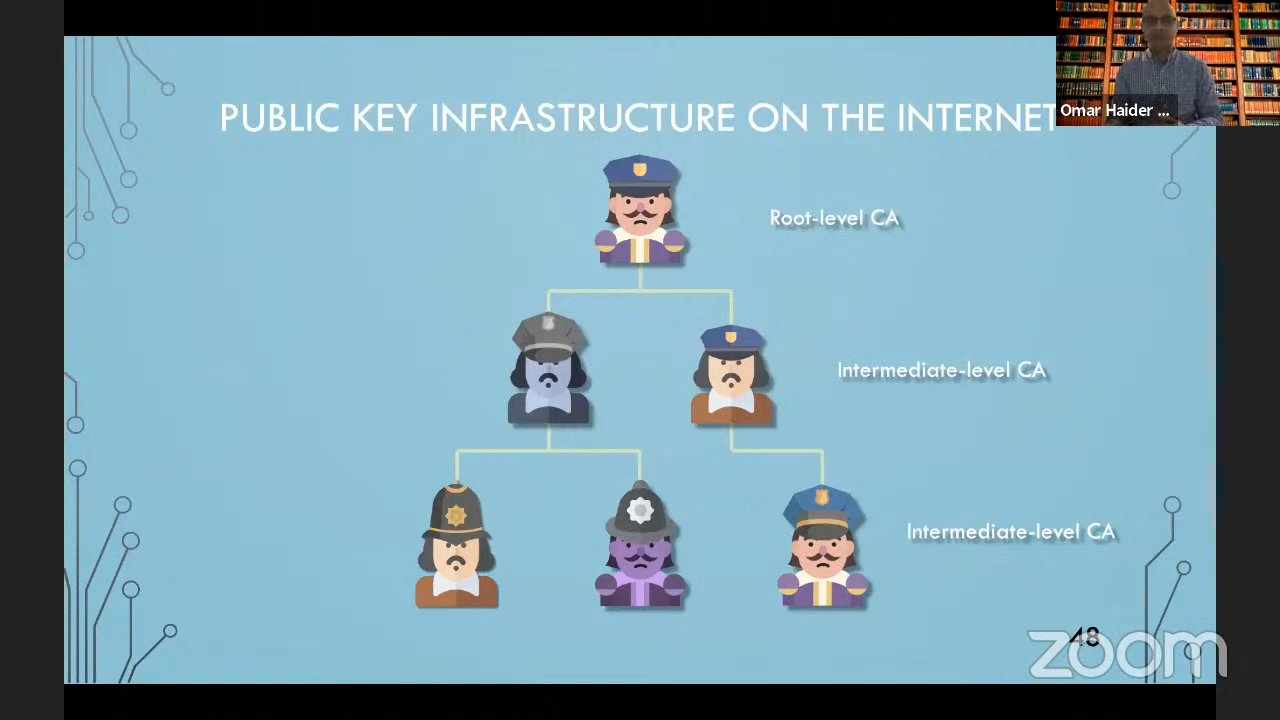 PUBLIC KEY INFRASTRUCTURE ON THE INTERNET
Omar Haider ...
Root-level CA
Intermediate-level CA
Intermediate-level CA
48
zoom